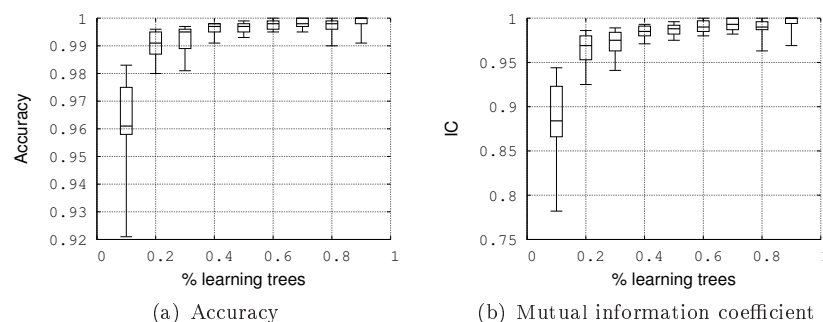 1
0.99
0.98
0.97
0.96
0.95
0.94
0.93
0.92
Accuracy
0 0.2 0.4 0.6 0.8 1
% learning trees
(a) Accuracy
1
0.95
0.9
0.85
0.8
0.75
IC
0 0.2 0.4 0.6 0.8 1
% learning trees
(b) Mutual information coefficient